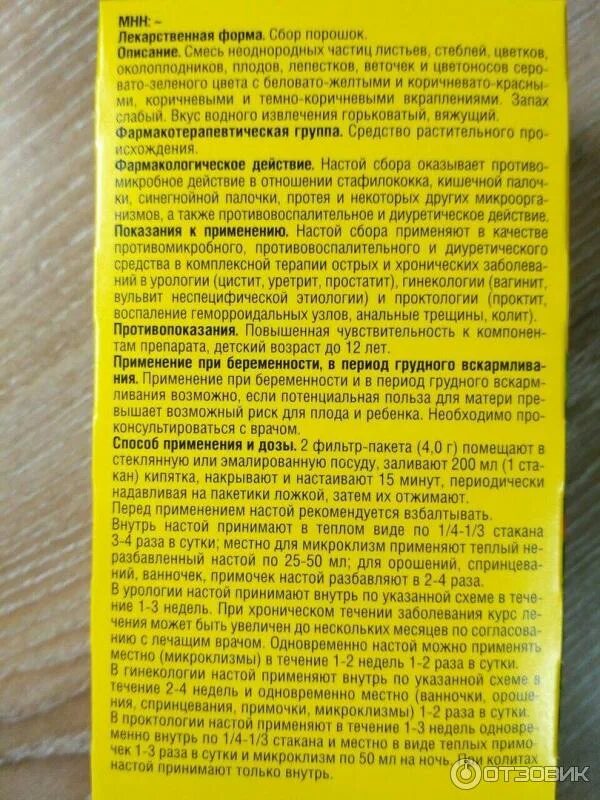 МНН: ~
Лекарственная форма. Сбор порошок.
Описание. Смесь неоднородных частиц листьев, стеблей, цветков,
околоплодников, плодов, лепестков, веточек и цветоносов серо-
вато-зеленого цвета с беловато-желтыми и коричневато-красны-
ми, коричневыми и темно-коричневыми вкраплениями. Запах
слабый. Вкус водного извлечения горьковатый, вяжущий.
Фармакотерапевтическая группа. Средство растительного про-
исхождения.
Фармакологическое действие. Настой сбора оказывает противо-
микробное действие в отношении стафилококка, кишечной палоч-
ки, синегнойной палочки, протея и некоторых других микроорга-
низмов, а также противовоспалительное и диуретическое действие.
Показания к применению. Настой сбора применяют в качестве
противомикробного, противовоспалительного и диуретического
средства в комплексной терапии острых и хронических заболева-
ний в урологии (цистит, уретрит, простатит), гинекологии (вагинит,
вульвит неспецифической этиологии) и проктологии (проктит,
воспаление геморроидальных узлов, анальные трещины, колит).
Противопоказания. Повышенная чувствительность к компонен-
там препарата, детский возраст до 12 лет.
Применение при беременности, в период грудного вскармлива-
ния. Применение при беременности и в период грудного вскарм-
ливания возможно, если потенциальная польза для матери пре-
вышает возможный риск для плода и ребенка. Необходимо про-
консультироваться с врачом.
Способ применения и дозы. 2 фильтр-пакета (4,0 г) помещают в
стеклянную или эмалированную посуду, заливают 200 мл (1 ста-
кан) кипятка, накрывают и настаивают 15 минут, периодически
надавливая на пакетики ложкой, затем их отжимают.
Перед применением настой рекомендуется взбалтывать.
Внутрь настой принимают в теплом виде по 1/4-1/3 стакана
3-4 раза в сутки; местно для микроклизм применяют теплый не-
разбавленный настой по 25-50 мл; для орошений, спринцева-
ний, ванночек, примочек настой разбавляют в 2-4 раза.
В урологии настой принимают внутрь по указанной схеме в тече-
ние 1-3 недель. При хроническом течении заболевания курс ле-
чения может быть увеличен до нескольких месяцев по согласова-
нию с лечащим врачом. Одновременно настой можно применять
местно (микроклизмы) в течение 1-2 недель 1-2 раза в сутки.
В гинекологии настой применяют внутрь по указанной схеме в
течение 2-4 недель и одновременно местно (ванночки, ороше-
ния, спринцевания, примочки, микроклизмы) 1-2 раза в сутки.
В проктологии настой применяют в течение 1-3 недель одновре-
менно внутрь по 1/4-1/3 стакана и местно в виде теплых примо-
чек 1-3 раза в сутки и микроклизм по 50 мл на ночь. При колитах
настой принимают только внутрь.
ОТЗОВИК